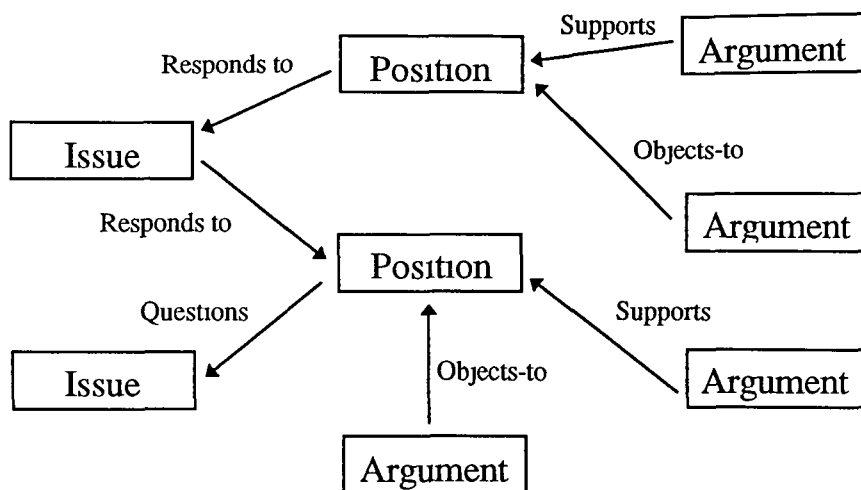 Supports
Argument
Responds to
Position
Objects-to
Issue
Argument
Responds to
Position
Questions
Supports
Issue
Objects-to
Argument
Argument